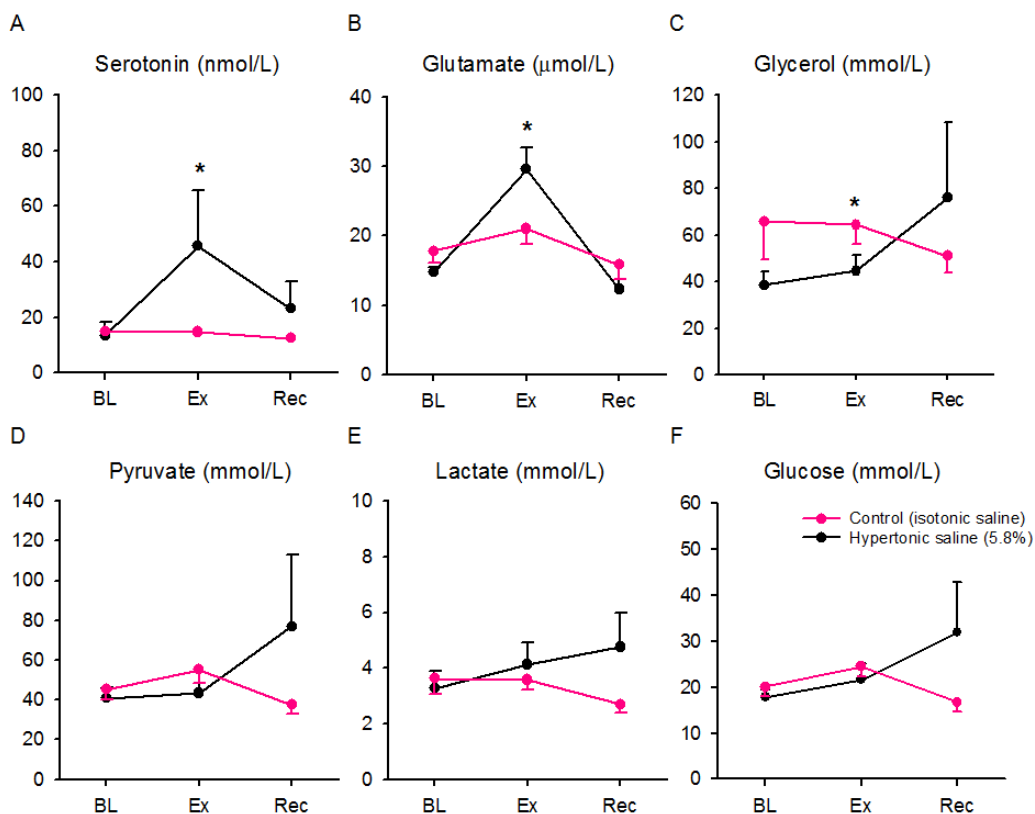 A
Serotonin (nmol/L)
100
80
60
40
20
0
*
BL Ex Rec
B
Glutamate (μmol/L)
40
30
20
10
0
*
BL Ex Rec
C
Glycerol (mmol/L)
120
100
80
60
40
20
0
*
BL Ex Rec
D
Pyruvate (mmol/L)
140
120
100
80
60
40
20
0
BL Ex Rec
E
Lactate (mmol/L)
10
8
6
4
2
0
BL Ex Rec
F
Glucose (mmol/L)
60
50
40
30
20
10
0
Control (isotonic saline)
Hypertonic saline (5.8%)
BL Ex Rec